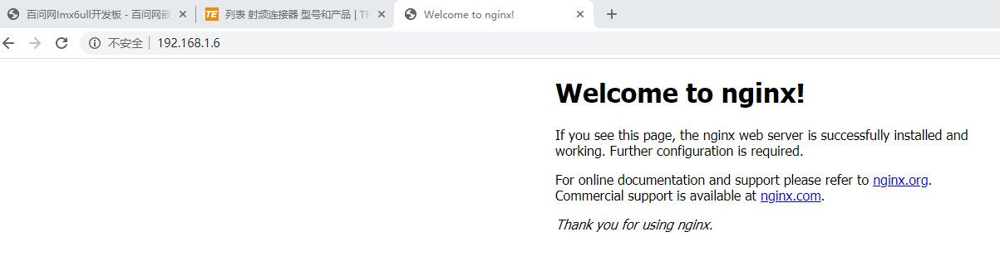 百问网Imx6ull开发板 - 百问网嵌
TE 列表 射频连接器 型号和产品 | TE
Welcome to nginx!
不安全 | 192.168.1.6
Welcome to nginx!
If you see this page, the nginx web server is successfully installed and
working. Further configuration is required.
For online documentation and support please refer to nginx.org.
Commercial support is available at nginx.com.
Thank you for using nginx.